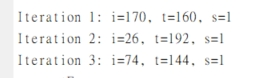 Iteration 1: i=170, t=160, s=1
Iteration 2: i=26, t=192, s=1
Iteration 3: i=74, t=144, s=1